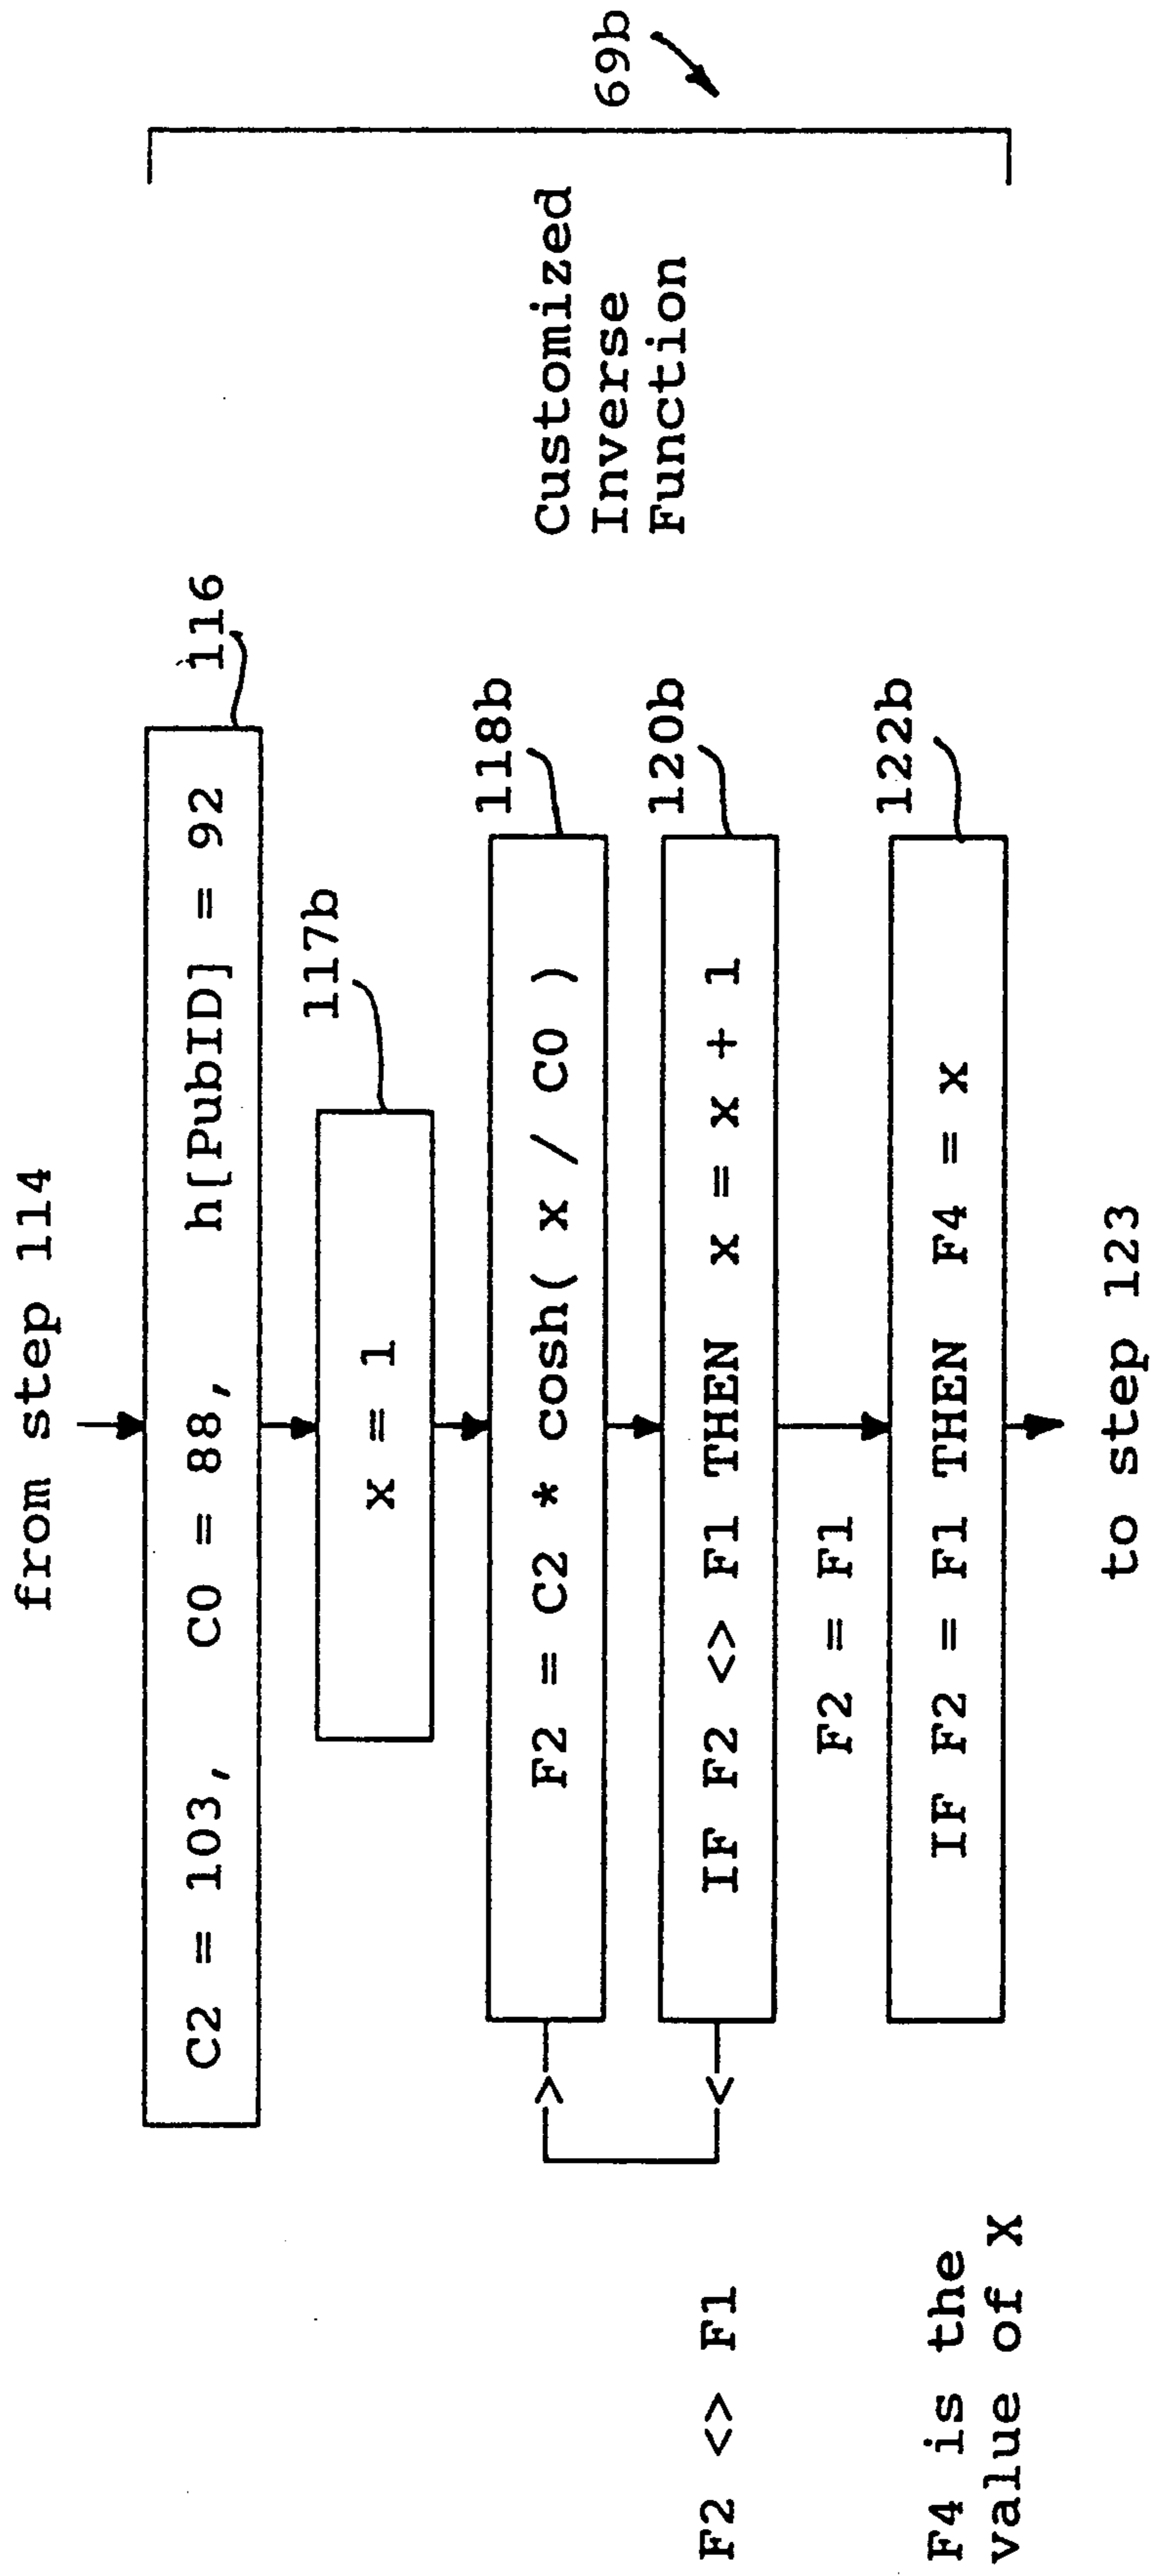 from step 114
C2 = 103, C0 = 88, h[PubID] = 92
116
x = 1
117b
F2 = C2 * cosh( x / C0 )
118b
> 
<
F2 <> F1
IF F2 <> F1 THEN x = x + 1
120b
F2 = F1
F4 is the
value of X
IF F2 = F1 THEN F4 = x
122b
to step 123
Customized
Inverse
Function
69b